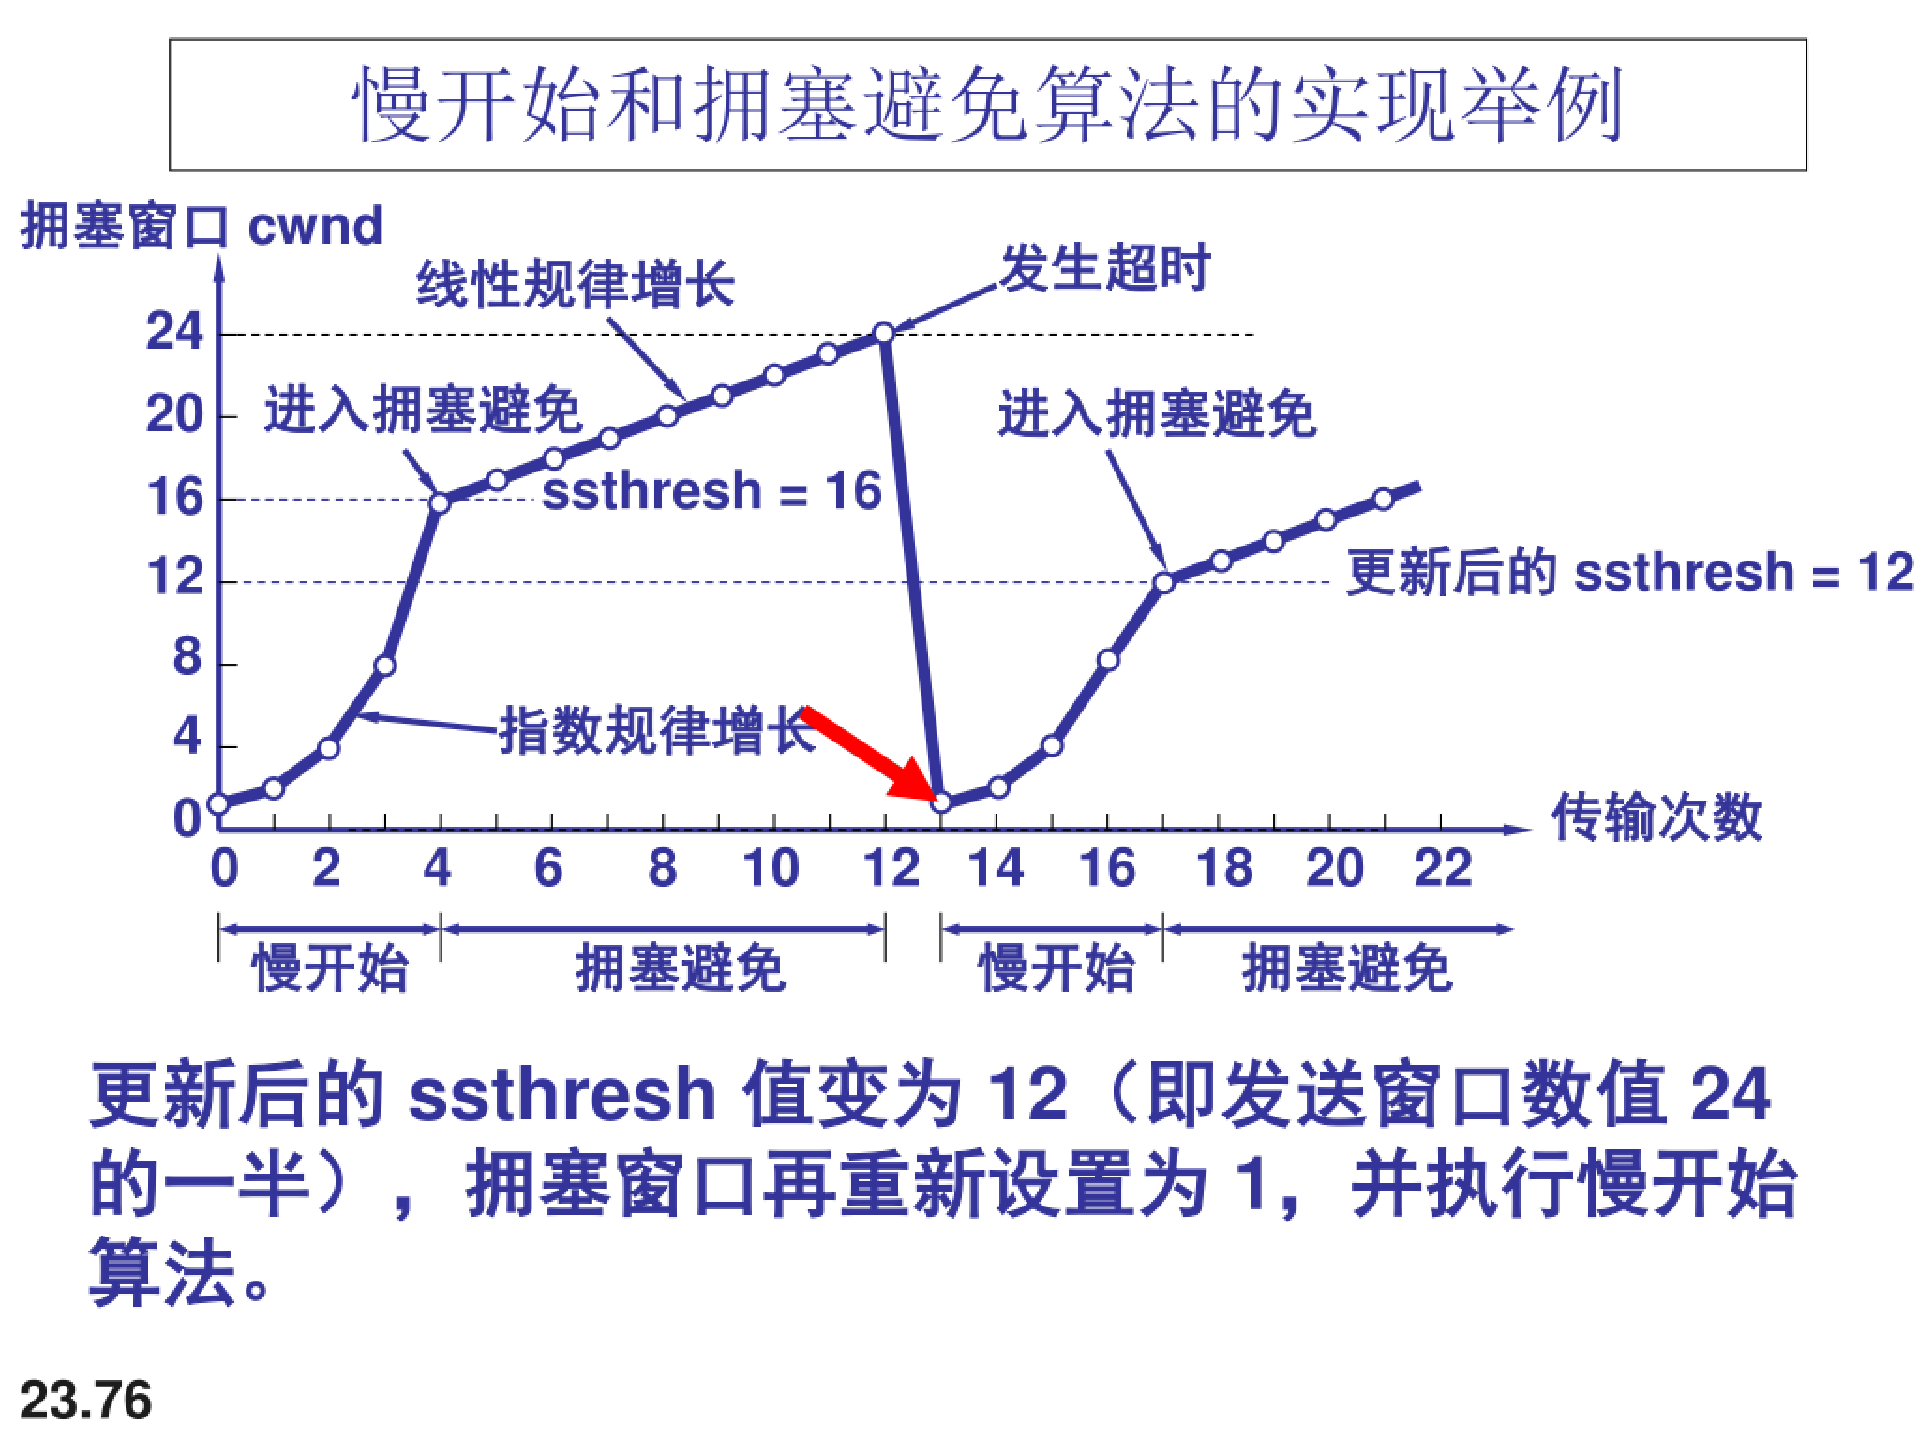 慢开始和拥塞避免算法的实现举例
拥塞窗口 cwnd
发生超时
线性规律增长
24
进入拥塞避免
进入拥塞避免
20
16
ssthresh = 16
12
更新后的 ssthresh = 12
8
4
指数规律增长
0
传输次数
0 2 4 6 8 10 12 14 16 18 20 22
慢开始 拥塞避免 慢开始 拥塞避免
更新后的 ssthresh 值变为 12（即发送窗口数值 24
的一半），拥塞窗口再重新设置为 1，并执行慢开始
算法。
23.76